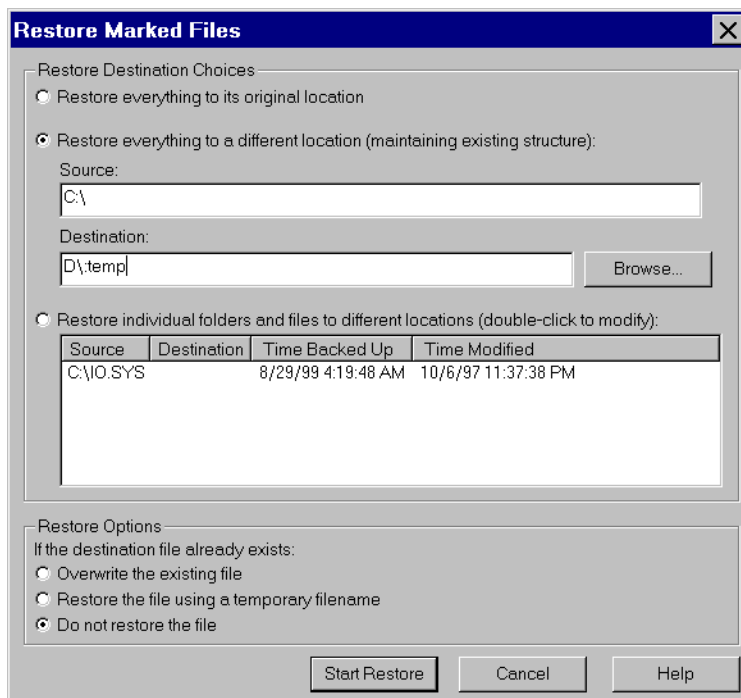 Restore Marked Files
Restore Destination Choices
Restore everything to its original location
Restore everything to a different location (maintaining existing structure):
Source:
C:\
Destination:
D\:temp
Browse...
Restore individual folders and files to different locations (double-click to modify):
Source Destination Time Backed Up Time Modified
C:\IO.SYS 8/29/99 4:19:48 AM 10/6/97 11:37:38 PM
Restore Options
If the destination file already exists:
Overwrite the existing file
Restore the file using a temporary filename
Do not restore the file
Start Restore Cancel Help